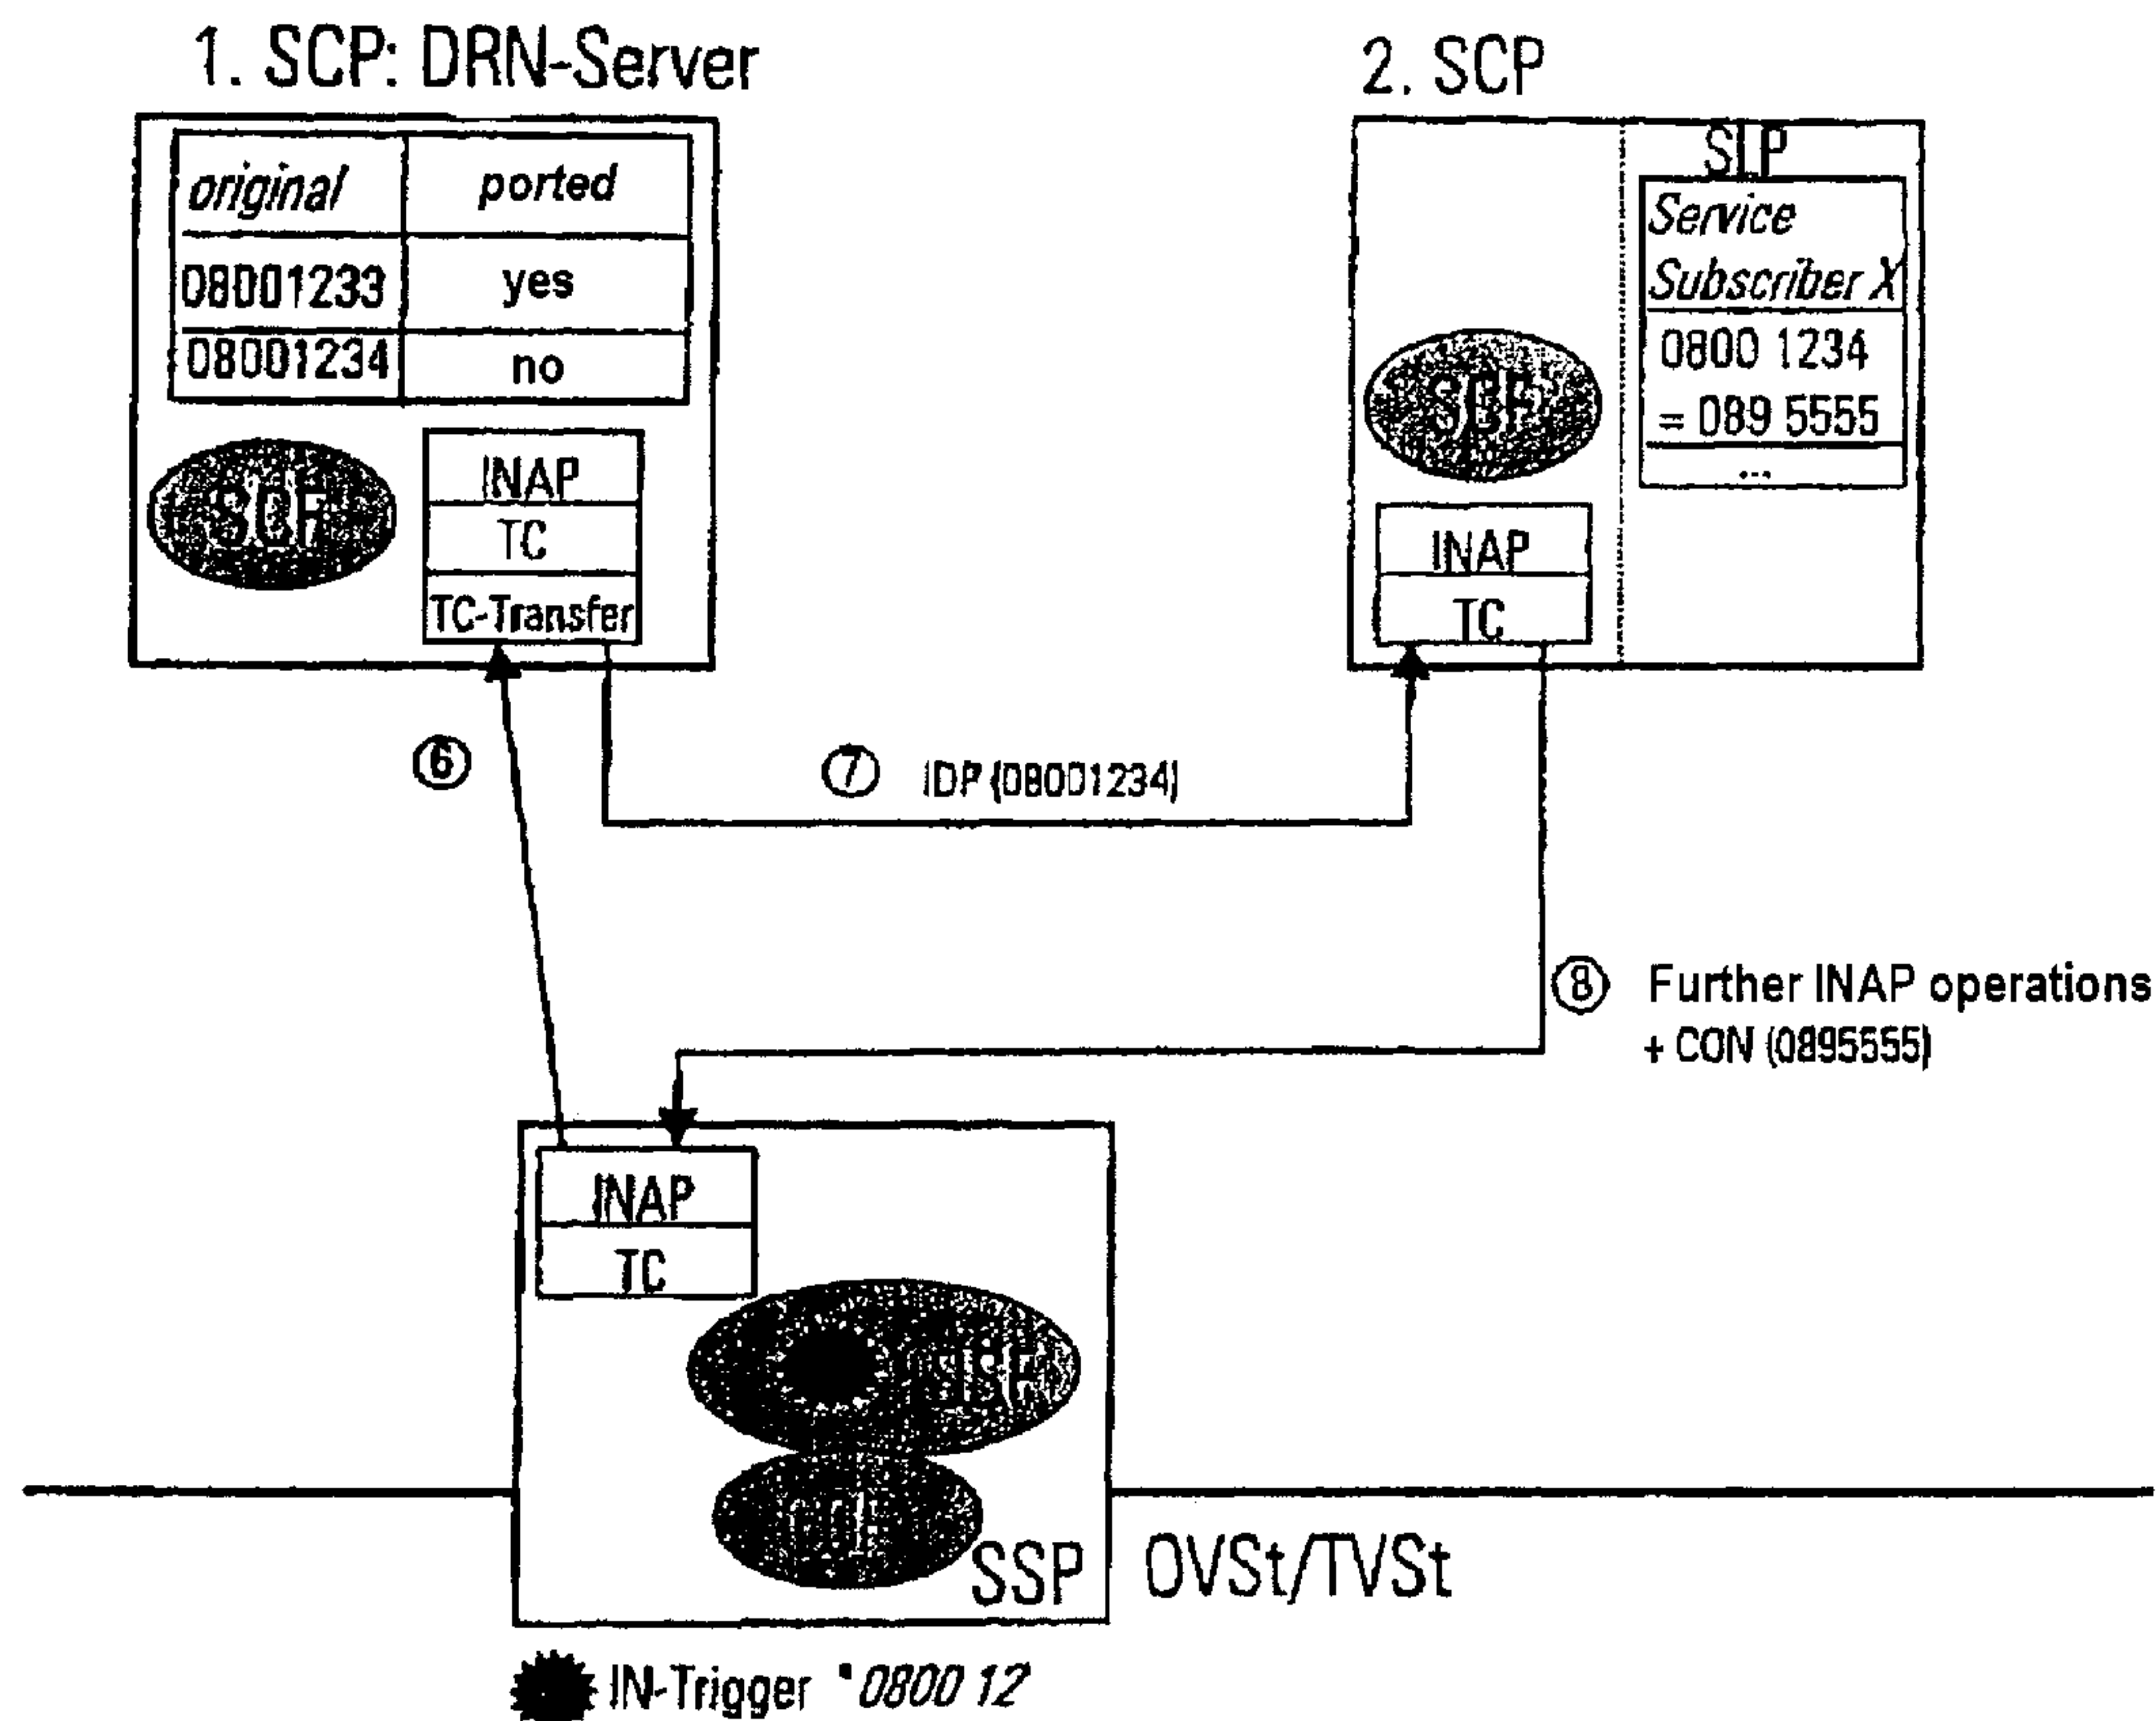 1. SCP: DRN-Server
original ported
08001233 yes
08001234 no
SCF
INAP
TC
TC-Transfer
2. SCP
SLP
Service
Subscriber X
0800 1234
= 089 5555
...
SCF
INAP
TC
6
7 IDP (08001234)
8 Further INAP operations
+ CON (0895555)
INAP
TC
SSP
OVSt/TVSt
IN-Trigger "0800 12